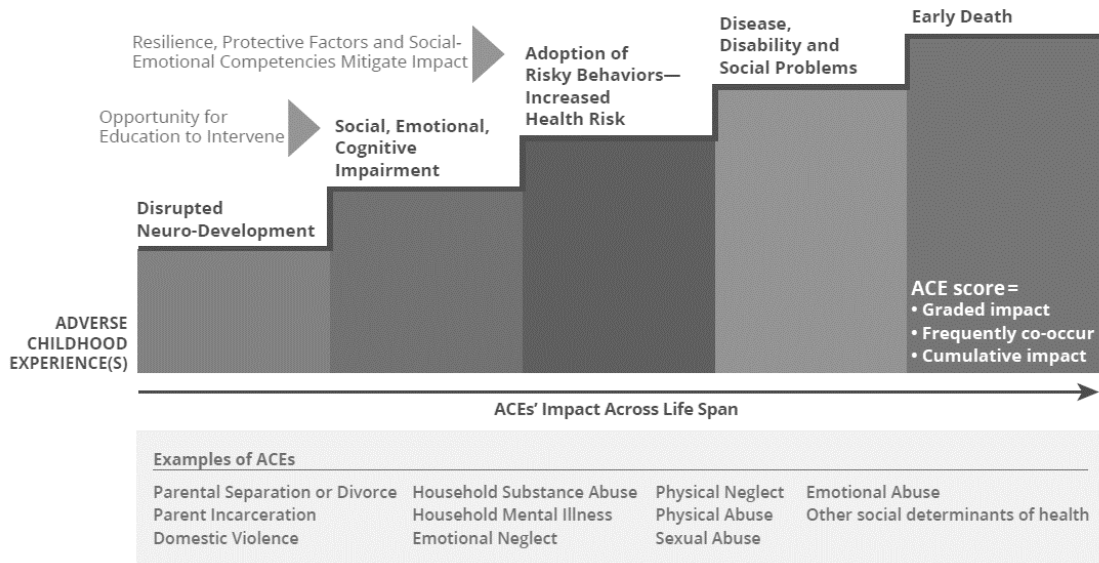 Resilience, Protective Factors and Social-
Emotional Competencies Mitigate Impact
Opportunity for
Education to Intervene
Disrupted
Neuro-Development
Social, Emotional,
Cognitive
Impairment
Adoption of
Risky Behaviors—
Increased
Health Risk
Disease,
Disability and
Social Problems
Early Death
ADVERSE
CHILDHOOD
EXPERIENCE(S)
ACE score =
• Graded impact
• Frequently co-occur
• Cumulative impact
ACEs' Impact Across Life Span
Examples of ACEs
Parental Separation or Divorce
Parent Incarceration
Domestic Violence
Household Substance Abuse
Household Mental Illness
Emotional Neglect
Physical Neglect
Physical Abuse
Sexual Abuse
Emotional Abuse
Other social determinants of health